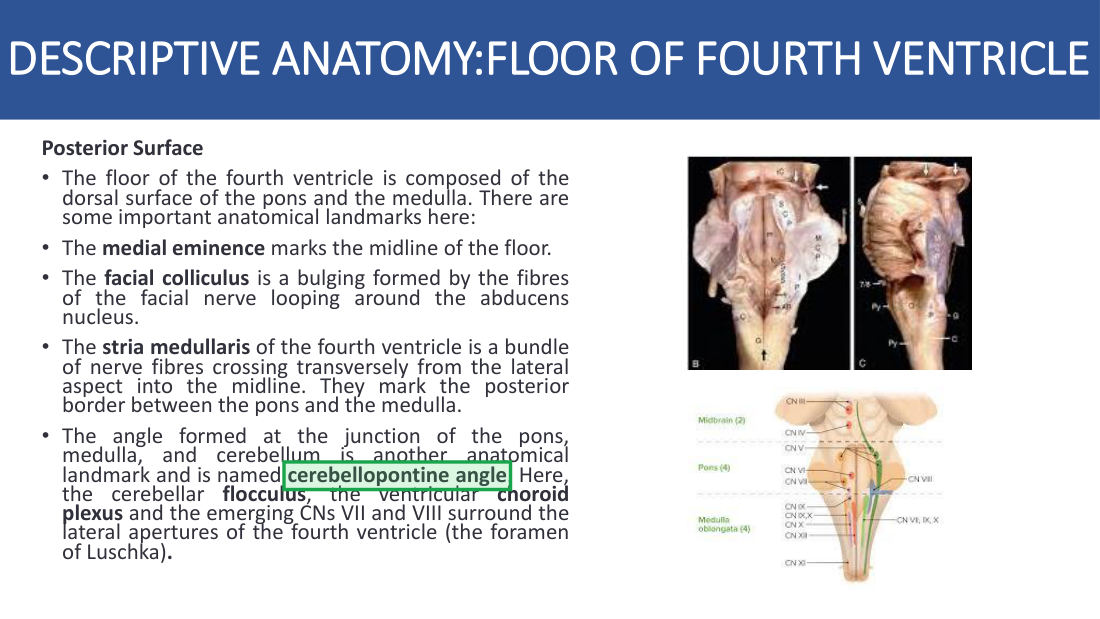 DESCRIPTIVE ANATOMY:FLOOR OF FOURTH VENTRICLE
Posterior Surface
• The floor of the fourth ventricle is composed of the
dorsal surface of the pons and the medulla. There are
some important anatomical landmarks here:
• The medial eminence marks the midline of the floor.
• The facial colliculus is a bulging formed by the fibres
of the facial nerve looping around the abducens
nucleus.
• The stria medullaris of the fourth ventricle is a bundle
of nerve fibres crossing transversely from the lateral
aspect into the midline. They mark the posterior
border between the pons and the medulla.
• The angle formed at the junction of the pons,
medulla, and cerebellum is another anatomical
landmark and is named cerebellopontine angle Here,
the cerebellar flocculus, the ventricular choroid
plexus and the emerging CNs VII and VIII surround the
lateral apertures of the fourth ventricle (the foramen
of Luschka).
IC
M
C
P
G
B
7/8
Py
Py
O
P
G
C
C
CN III
Midbrain (2)
CN IV
CN V
Pons (4)
CN VI
CN VII
CN VIII
CN IX
CN IX,X
CN X
CN VII, IX, X
Medulla
oblongata (4)
CN XII
CN XI